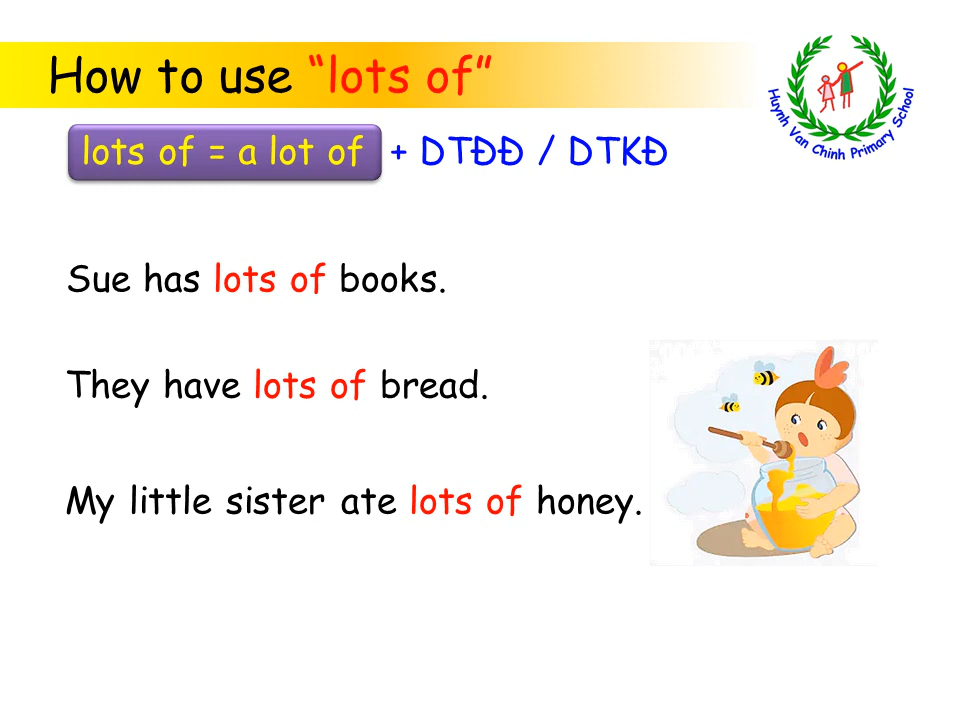 How to use “lots of”
lots of = a lot of + DTĐĐ / DTKĐ
Huynh Van Chinh Primary School
Sue has lots of books.
They have lots of bread.
My little sister ate lots of honey.